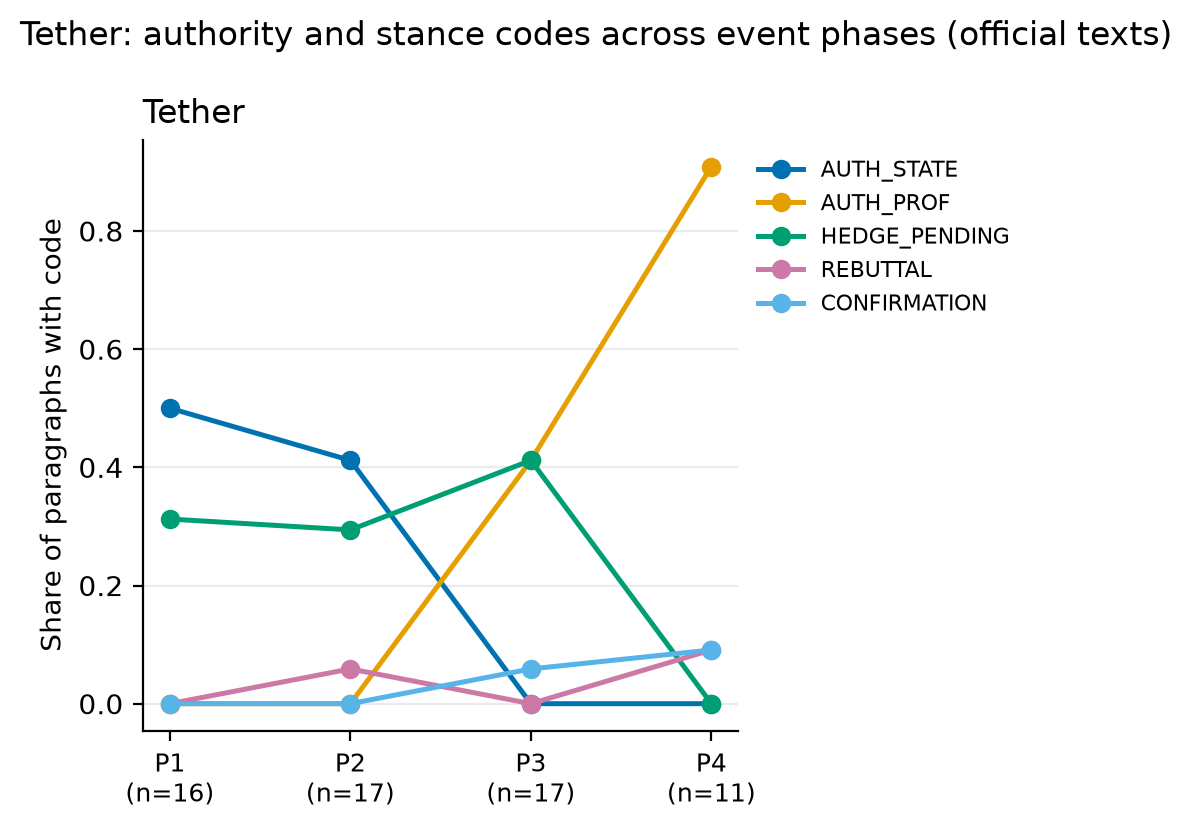 Tether: authority and stance codes across event phases (official texts)
Tether
Share of paragraphs with code
0.8
0.6
0.4
0.2
0.0
P1
(n=16)
P2
(n=17)
P3
(n=17)
P4
(n=11)
AUTH_STATE
AUTH_PROF
HEDGE_PENDING
REBUTTAL
CONFIRMATION